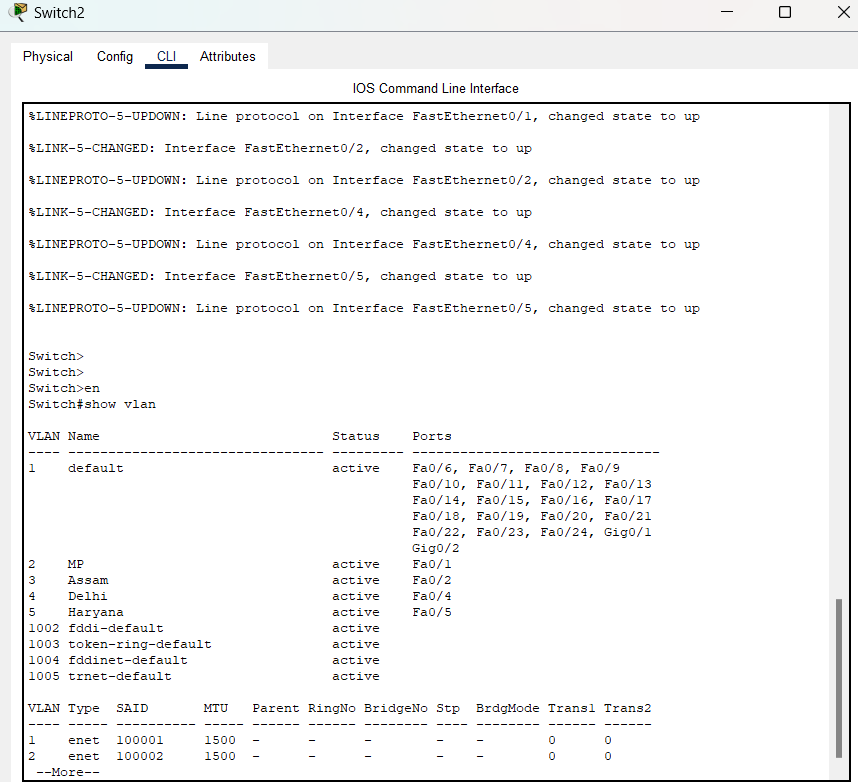 Switch2
Physical Config CLI Attributes
IOS Command Line Interface
%LINEPROTO-5-UPDOWN: Line protocol on Interface FastEthernet0/1, changed state to up
%LINK-5-CHANGED: Interface FastEthernet0/2, changed state to up
%LINEPROTO-5-UPDOWN: Line protocol on Interface FastEthernet0/2, changed state to up
%LINK-5-CHANGED: Interface FastEthernet0/4, changed state to up
%LINEPROTO-5-UPDOWN: Line protocol on Interface FastEthernet0/4, changed state to up
%LINK-5-CHANGED: Interface FastEthernet0/5, changed state to up
%LINEPROTO-5-UPDOWN: Line protocol on Interface FastEthernet0/5, changed state to up
Switch>
Switch>
Switch>en
Switch#show vlan
VLAN Name                             Status    Ports
---- -------------------------------- --------- -------------------------------
1    default                          active    Fa0/6, Fa0/7, Fa0/8, Fa0/9
                                                Fa0/10, Fa0/11, Fa0/12, Fa0/13
                                                Fa0/14, Fa0/15, Fa0/16, Fa0/17
                                                Fa0/18, Fa0/19, Fa0/20, Fa0/21
                                                Fa0/22, Fa0/23, Fa0/24, Gig0/1
                                                Gig0/2
2    MP                               active    Fa0/1
3    Assam                            active    Fa0/2
4    Delhi                            active    Fa0/4
5    Haryana                          active    Fa0/5
1002 fddi-default                     active
1003 token-ring-default               active
1004 fddinet-default                  active
1005 trnet-default                    active
VLAN Type  SAID       MTU   Parent RingNo BridgeNo Stp  BrdgMode Trans1 Trans2
---- ----- ---------- ----- ------ ------ -------- ---- -------- ------ ------
1    enet  100001     1500  -      -      -        -    -        0      0
2    enet  100002     1500  -      -      -        -    -        0      0
 --More--